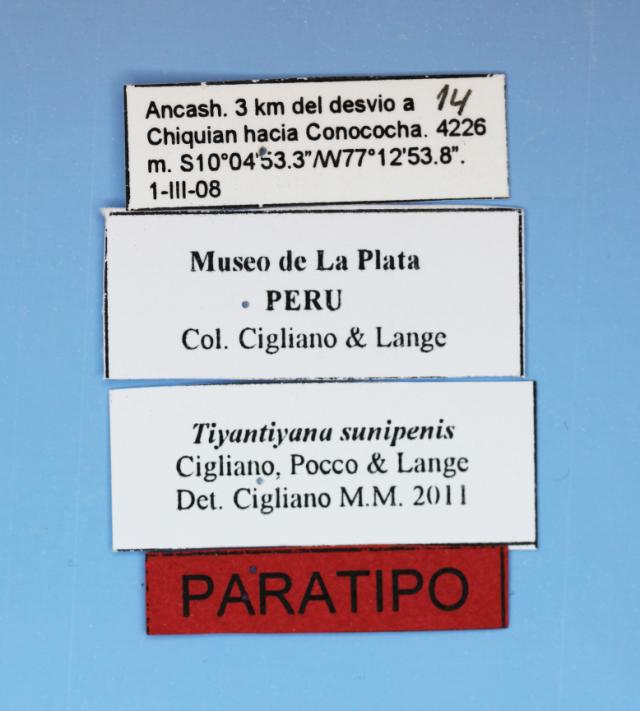 Ancash. 3 km del desvio a 14
Chiquian hacia Conococha. 4226
m. S10°04'53.3"/W77°12'53.8".
1-III-08
Museo de La Plata
PERU
Col. Cigliano & Lange
Tiyantiyana sunipenis
Cigliano, Pocco & Lange
Det. Cigliano M.M. 2011
PARATIPO